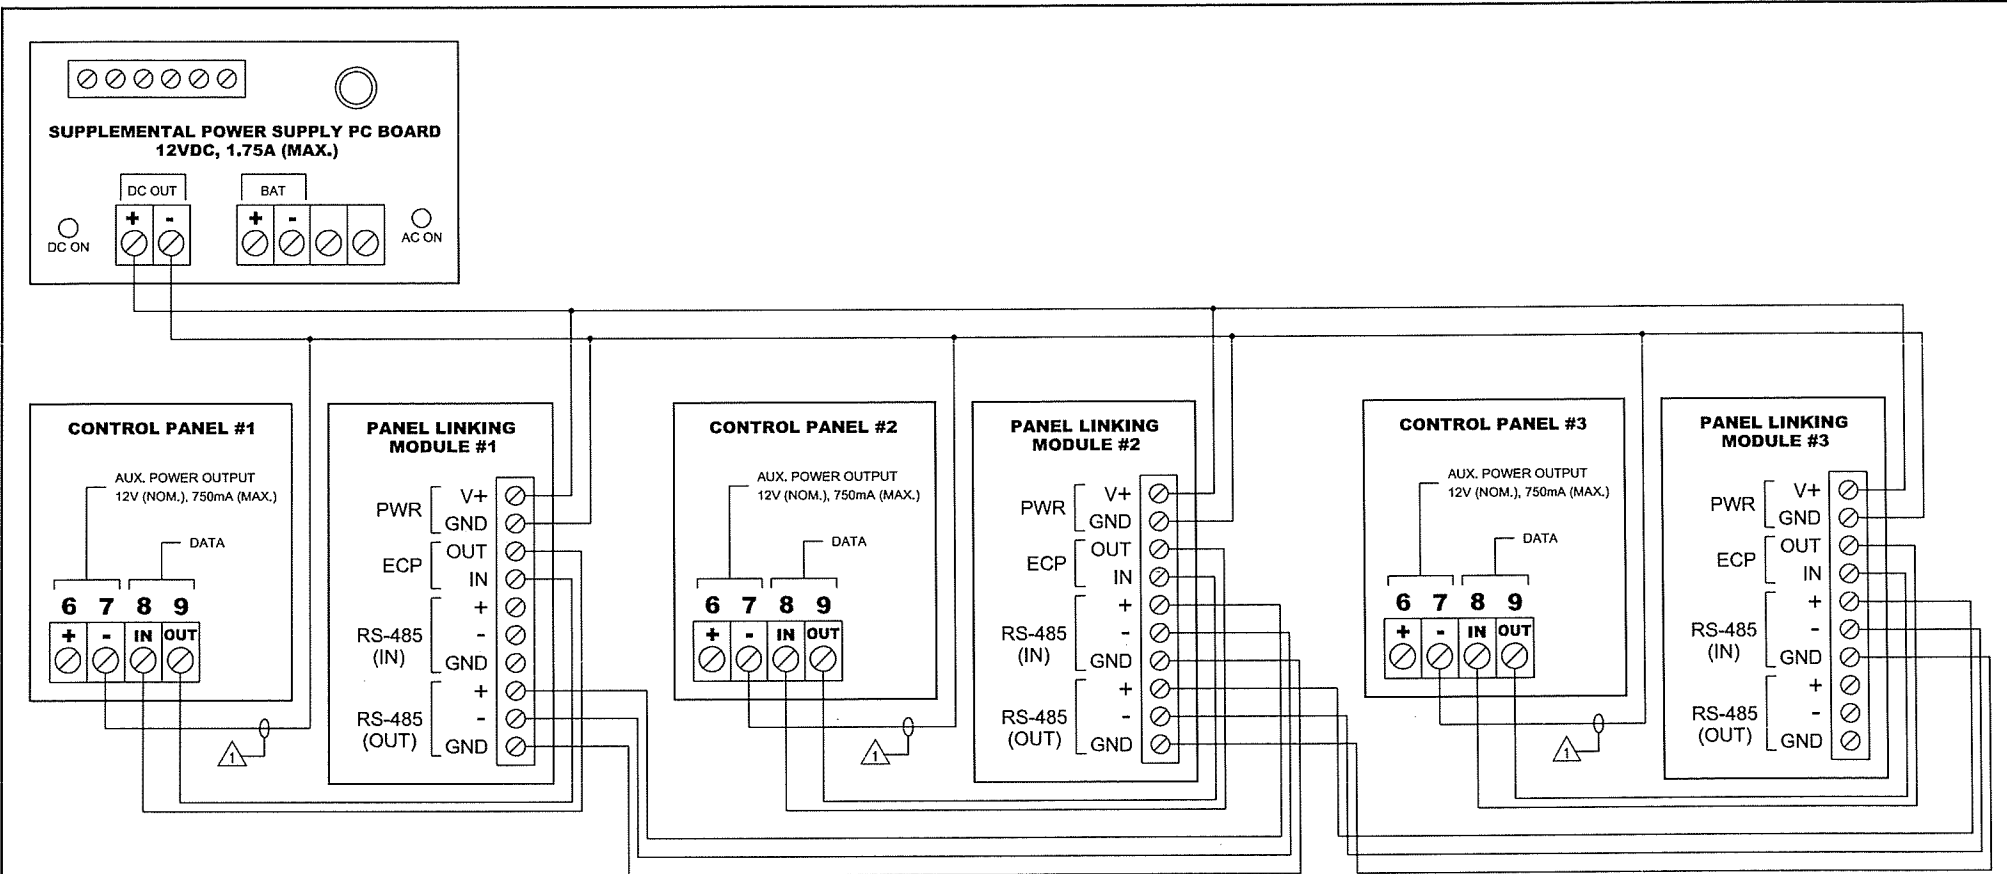 SUPPLEMENTAL POWER SUPPLY PC BOARD
12VDC, 1.75A (MAX.)
DC OUT
BAT
+ -
+ -
DC ON
AC ON
CONTROL PANEL #1
AUX. POWER OUTPUT
12V (NOM.), 750mA (MAX.)
DATA
6 7 8 9
+ - IN OUT
1
PANEL LINKING
MODULE #1
PWR
V+
GND
ECP
OUT
IN
RS-485
(IN)
+
-
GND
RS-485
(OUT)
+
-
GND
CONTROL PANEL #2
AUX. POWER OUTPUT
12V (NOM.), 750mA (MAX.)
DATA
6 7 8 9
+ - IN OUT
1
PANEL LINKING
MODULE #2
PWR
V+
GND
ECP
OUT
IN
RS-485
(IN)
+
-
GND
RS-485
(OUT)
+
-
GND
CONTROL PANEL #3
AUX. POWER OUTPUT
12V (NOM.), 750mA (MAX.)
DATA
6 7 8 9
+ - IN OUT
1
PANEL LINKING
MODULE #3
PWR
V+
GND
ECP
OUT
IN
RS-485
(IN)
+
-
GND
RS-485
(OUT)
+
-
GND